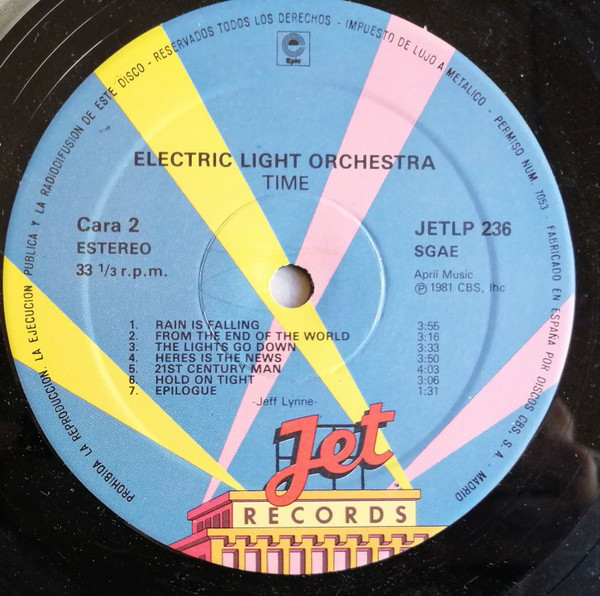 PROHIBIDA LA REPRODUCCION, LA EJECUCION PUBLICA Y LA RADIODIFUSION DE ESTE DISCO - RESERVADOS TODOS LOS DERECHOS - IMPUESTO DE LUJO A METALICO - PERMISO NUM. 7053 - FABRICADO EN ESPAÑA POR DISCOS CBS, S. A. - MADRID
e
Epic
ELECTRIC LIGHT ORCHESTRA
TIME
Cara 2 JETLP 236
ESTEREO SGAE
33 1/3 r.p.m. April Music
Ⓟ 1981 CBS, Inc
1. RAIN IS FALLING 3:55
2. FROM THE END OF THE WORLD 3:16
3. THE LIGHTS GO DOWN 3:33
4. HERES IS THE NEWS 3:50
5. 21ST CENTURY MAN 4:03
6. HOLD ON TIGHT 3:06
7. EPILOGUE 1:31
-Jeff Lynne-
Jet
RECORDS